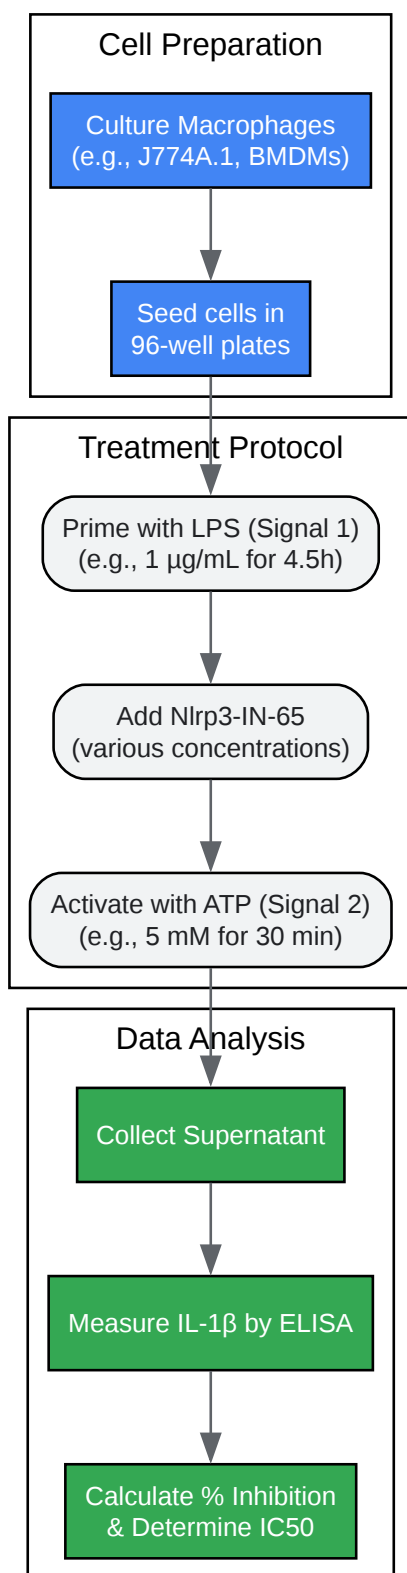 Cell Preparation
Culture Macrophages
(e.g., J774A.1, BMDMs)
Seed cells in
96-well plates
Treatment Protocol
Prime with LPS (Signal 1)
(e.g., 1 µg/mL for 4.5h)
Add Nlrp3-IN-65
(various concentrations)
Activate with ATP (Signal 2)
(e.g., 5 mM for 30 min)
Data Analysis
Collect Supernatant
Measure IL-1β by ELISA
Calculate % Inhibition
& Determine IC50